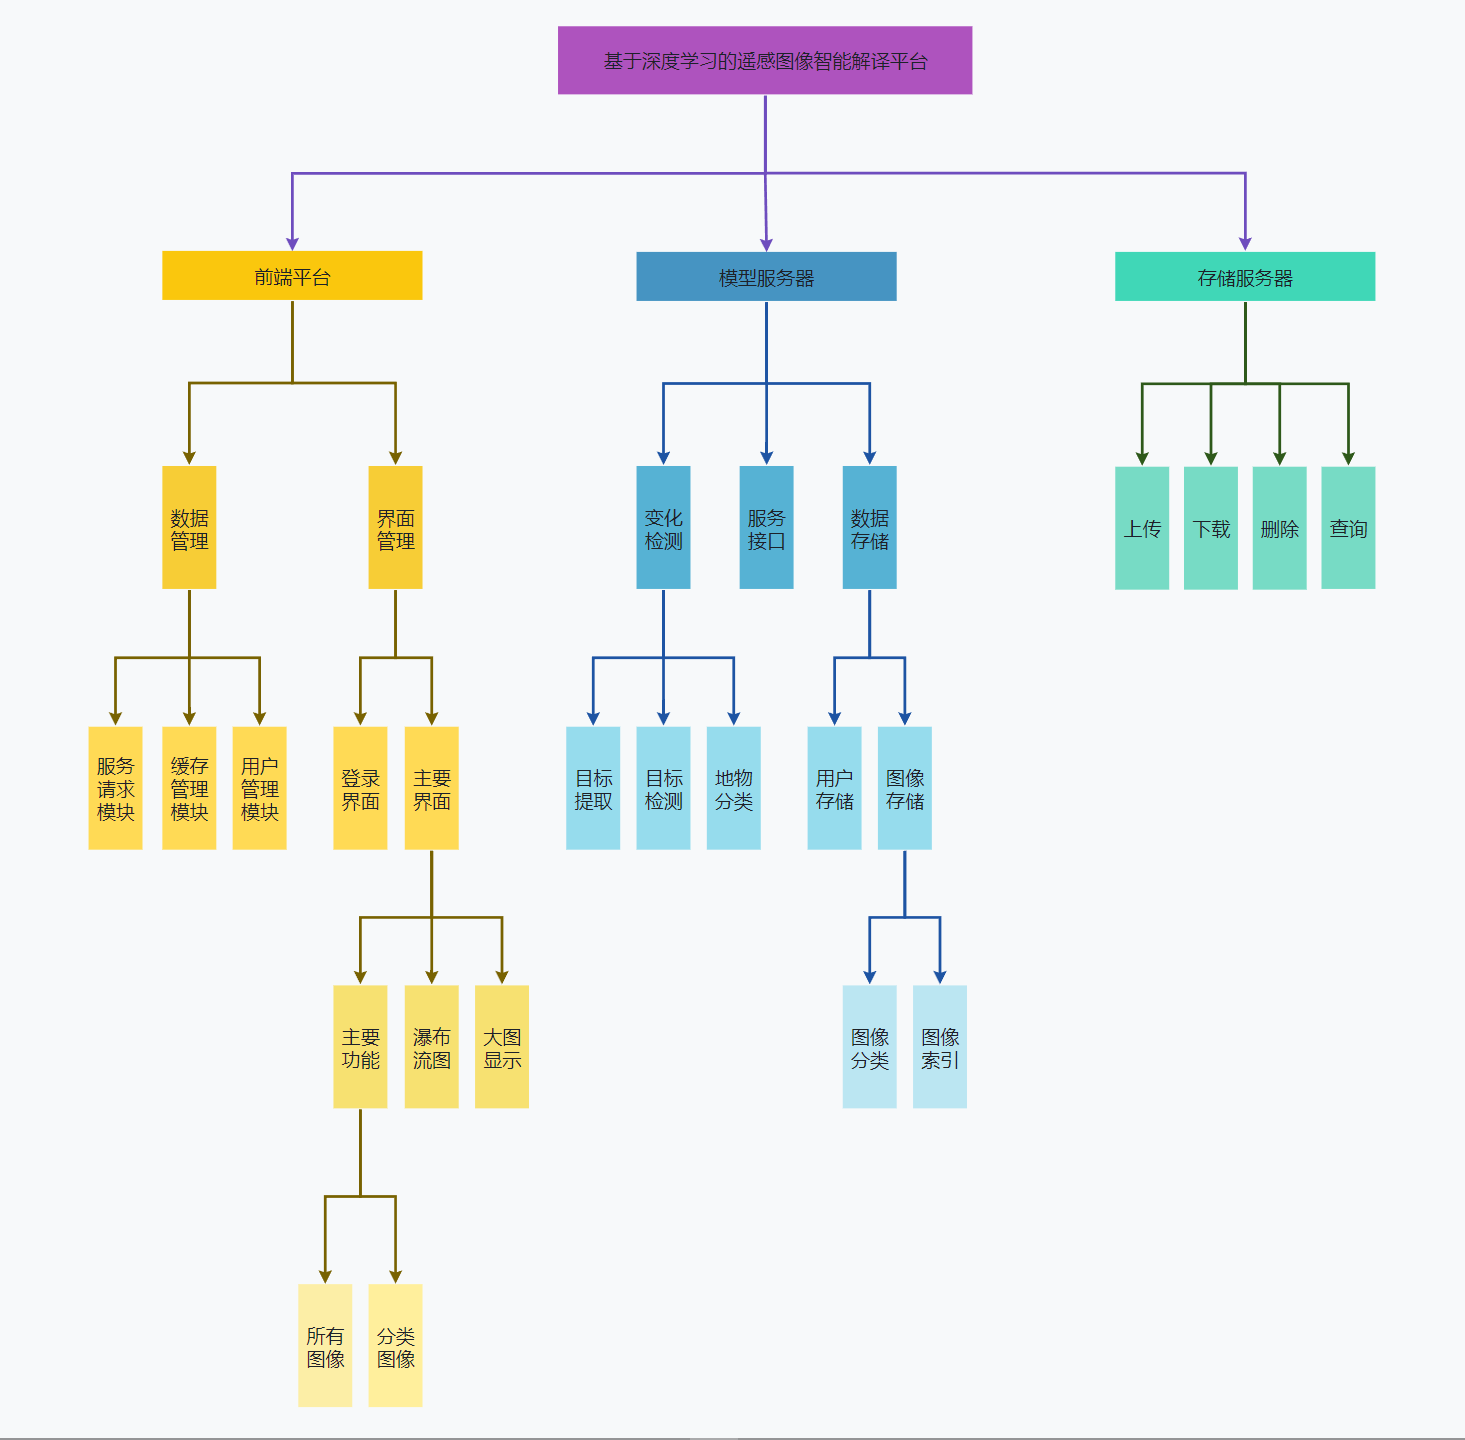 基于深度学习的遥感图像智能解译平台
前端平台
模型服务器
存储服务器
数据
管理
界面
管理
变化
检测
服务
接口
数据
存储
上传
下载
删除
查询
服务
请求
模块
缓存
管理
模块
用户
管理
模块
登录
界面
主要
界面
目标
提取
目标
检测
地物
分类
用户
存储
图像
存储
主要
功能
瀑布
流图
大图
显示
图像
分类
图像
索引
所有
图像
分类
图像